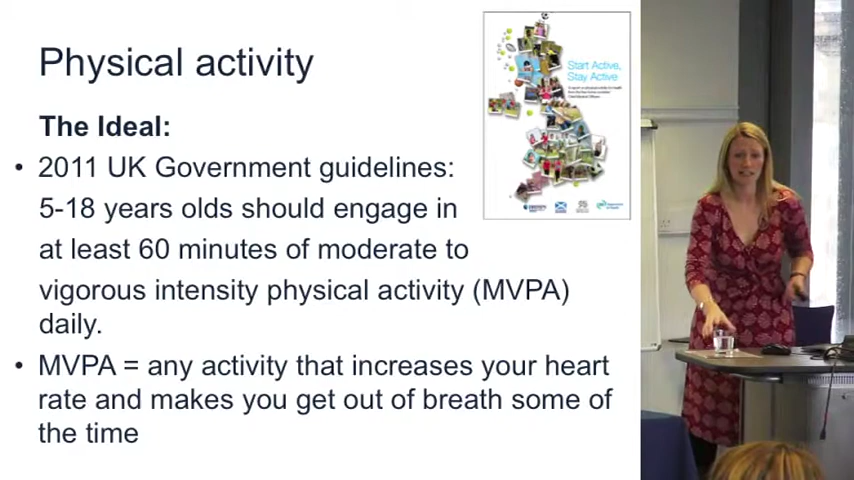 Physical activity
Start Active,
Stay Active
The Ideal:
• 2011 UK Government guidelines:
5-18 years olds should engage in
at least 60 minutes of moderate to
vigorous intensity physical activity (MVPA)
daily.
• MVPA = any activity that increases your heart
rate and makes you get out of breath some of
the time